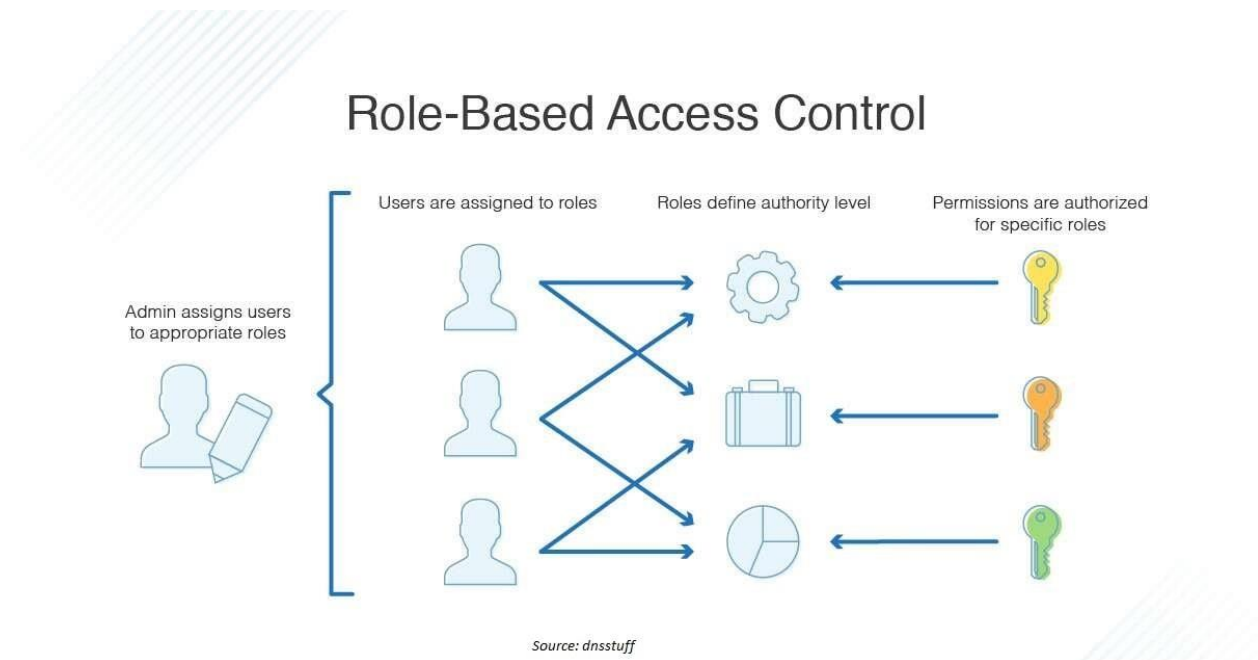 Role-Based Access Control
Users are assigned to roles
Roles define authority level
Permissions are authorized
for specific roles
Admin assigns users
to appropriate roles
Source: dnsstuff